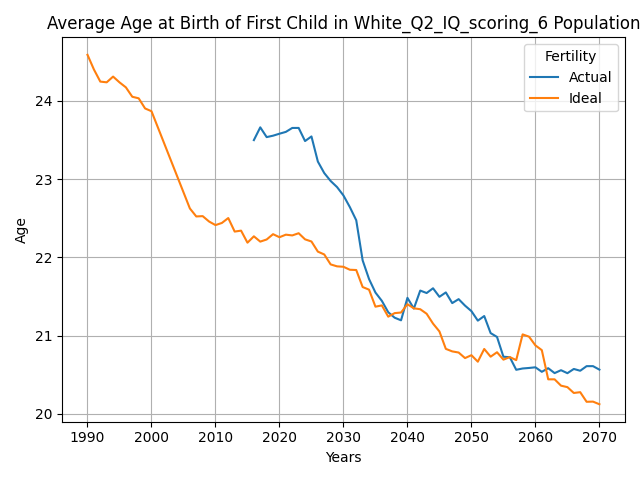 Average Age at Birth of First Child in White_Q2_IQ_scoring_6 Population
Fertility
Actual
Ideal
Age
24
23
22
21
20
1990
2000
2010
2020
2030
2040
2050
2060
2070
Years